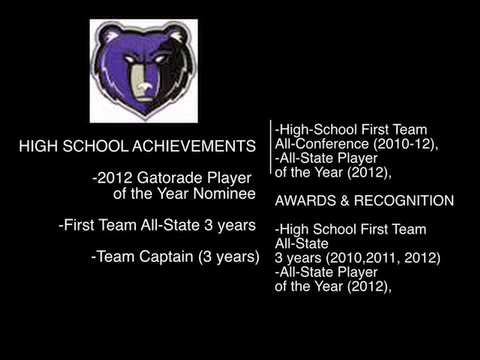 HIGH SCHOOL ACHIEVEMENTS
-2012 Gatorade Player
of the Year Nominee
-First Team All-State 3 years
-Team Captain (3 years)
-High-School First Team
All-Conference (2010-12),
-All-State Player
of the Year (2012),
AWARDS & RECOGNITION
-High School First Team
All-State
3 years (2010,2011, 2012)
-All-State Player
of the Year (2012),